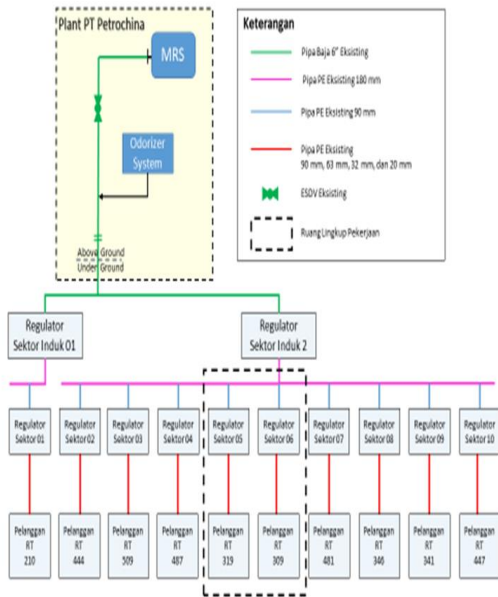 Plant PT Petrochina
MRS
Odorizer
System
Above Ground
Under Ground
Keterangan
Pipa Baja 6" Eksisting
Pipa PE Eksisting 180 mm
Pipa PE Eksisting 90 mm
Pipa PE Eksisting
90 mm, 63 mm, 32 mm, dan 20 mm
ESDV Eksisting
Ruang Lingkup Pekerjaan
Regulator
Sektor Induk 01
Regulator
Sektor Induk 2
Regulator
Sektor 01
Regulator
Sektor 02
Regulator
Sektor 03
Regulator
Sektor 04
Regulator
Sektor 05
Regulator
Sektor 06
Regulator
Sektor 07
Regulator
Sektor 08
Regulator
Sektor 09
Regulator
Sektor 10
Pelanggan
RT
210
Pelanggan
RT
444
Pelanggan
RT
509
Pelanggan
RT
487
Pelanggan
RT
319
Pelanggan
RT
309
Pelanggan
RT
481
Pelanggan
RT
346
Pelanggan
RT
341
Pelanggan
RT
447